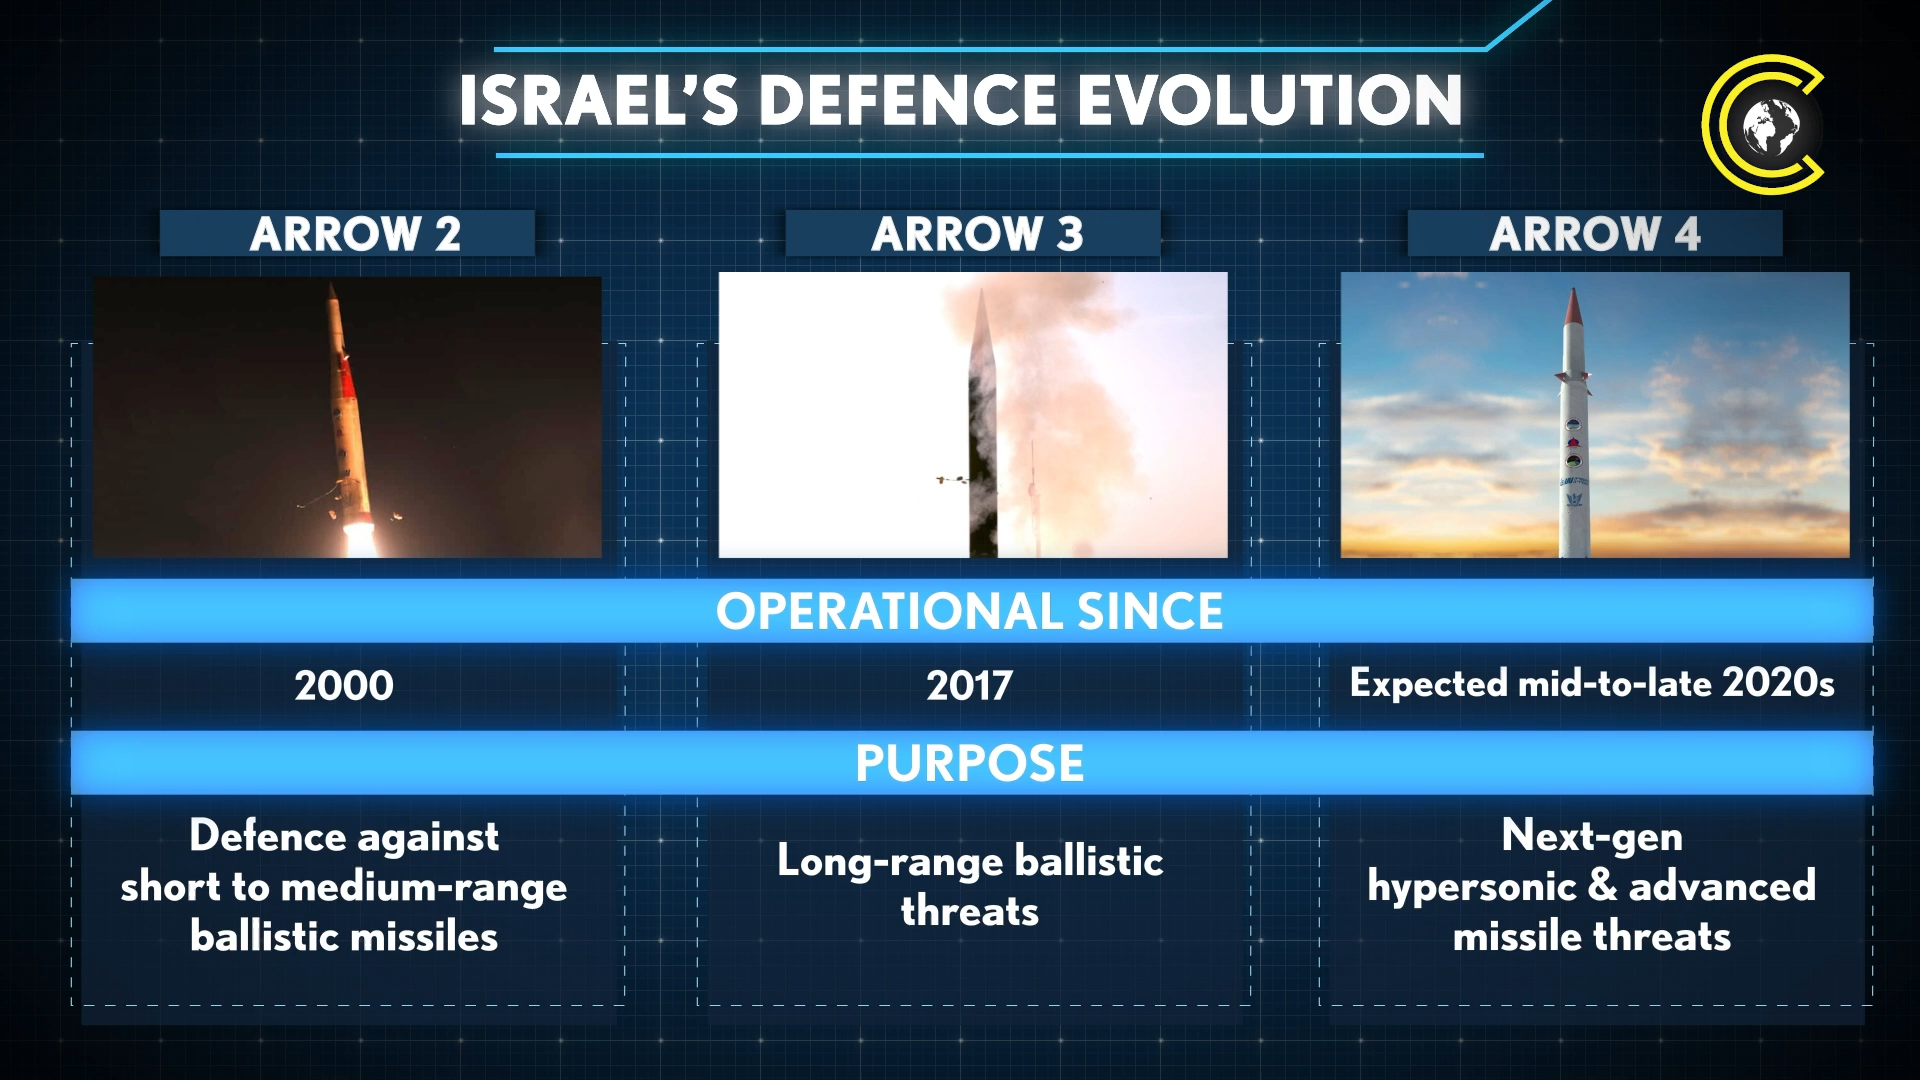 ISRAEL’S DEFENCE EVOLUTION
ARROW 2
ARROW 3
ARROW 4
OPERATIONAL SINCE
2000
2017
Expected mid-to-late 2020s
PURPOSE
Defence against
short to medium-range
ballistic missiles
Long-range ballistic
threats
Next-gen
hypersonic & advanced
missile threats